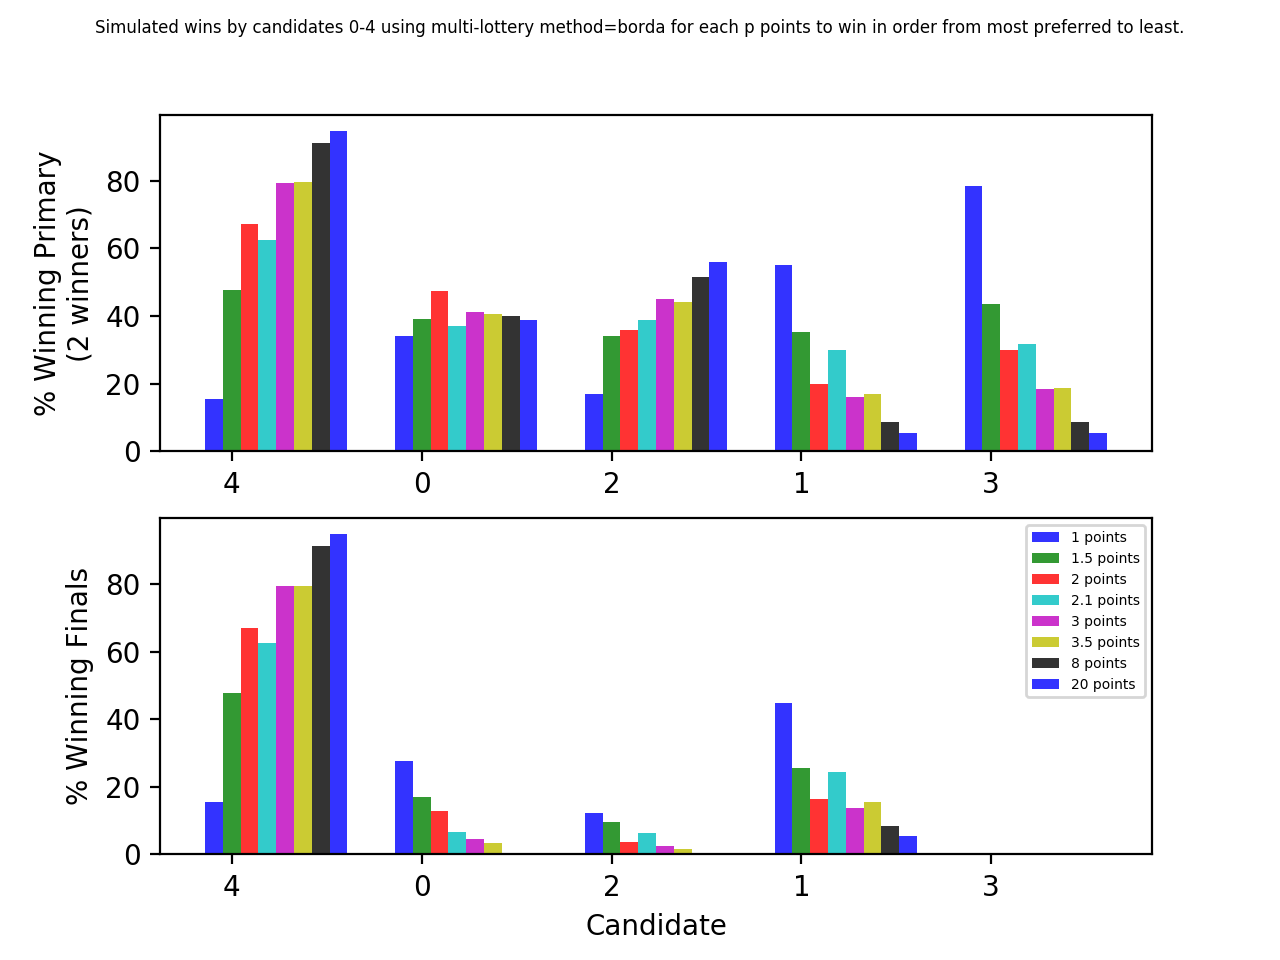 Simulated wins by candidates 0-4 using multi-lottery method=borda for each p points to win in order from most preferred to least.
% Winning Primary
(2 winners)
80
60
40
20
0
4 0 2 1 3
% Winning Finals
80
60
40
20
0
1 points
1.5 points
2 points
2.1 points
3 points
3.5 points
8 points
20 points
4 0 2 1 3
Candidate